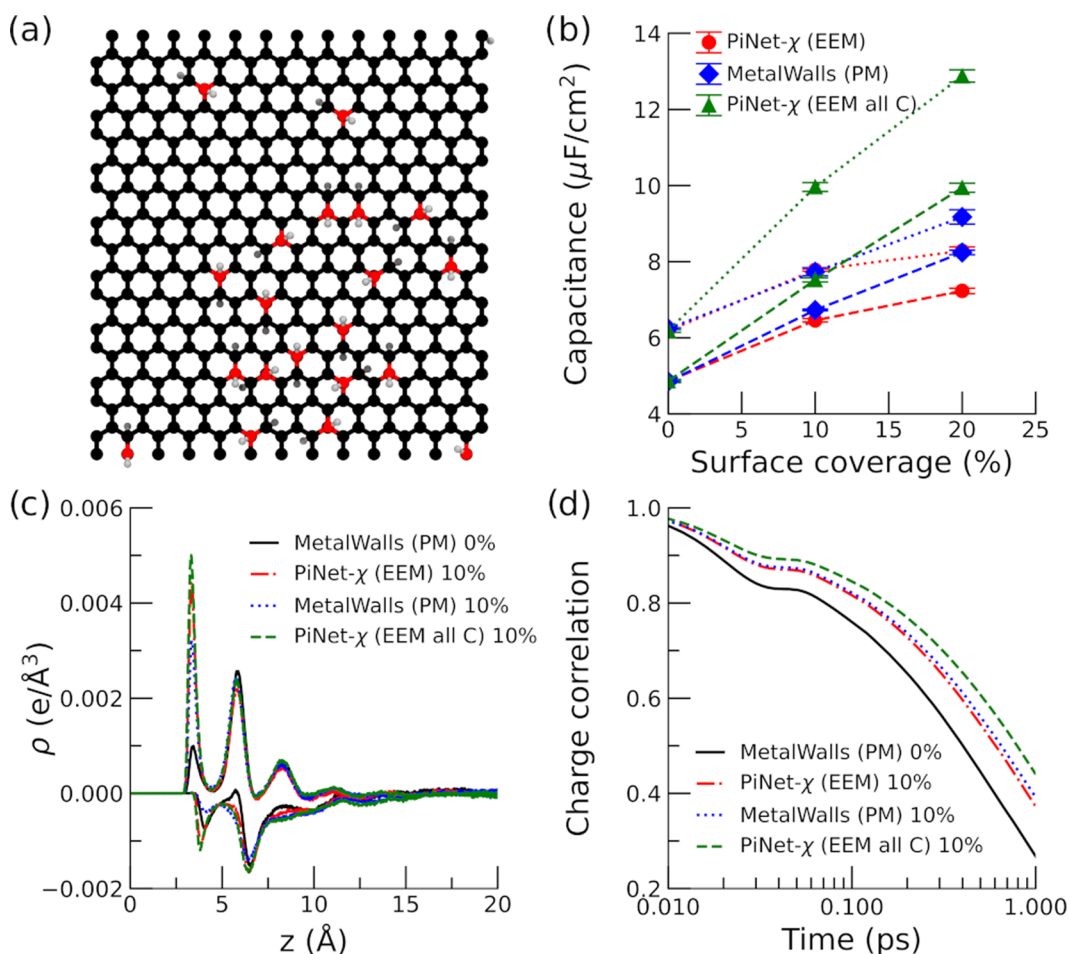 (a)
(b)
14
12
10
8
6
4
0
5
10
15
20
25
Capacitance (μF/cm²)
Surface coverage (%)
PiNet-χ (EEM)
MetalWalls (PM)
PiNet-χ (EEM all C)
(c)
0.006
0.004
0.002
0.000
−0.002
0
5
10
15
20
ρ (e/Å³)
z (Å)
MetalWalls (PM) 0%
PiNet-χ (EEM) 10%
MetalWalls (PM) 10%
PiNet-χ (EEM all C) 10%
(d)
1.0
0.8
0.6
0.4
0.2
0.010
0.100
1.000
Charge correlation
Time (ps)
MetalWalls (PM) 0%
PiNet-χ (EEM) 10%
MetalWalls (PM) 10%
PiNet-χ (EEM all C) 10%